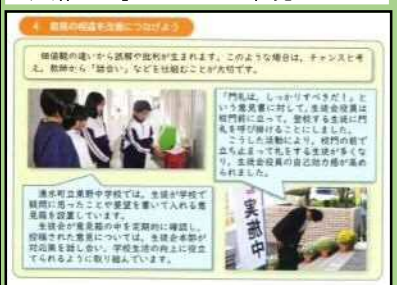 4 意見の相違を改善につなげよう
価値観の違いから誤解や批判が生まれます。このような場合は、チャンスと考
え、教師から「話合い」などを仕組むことが大切です。
「門礼は、しっかりすべきだ!」と
いう意見書に対して、生徒会役員は
校門前に立って、登校する生徒に門
礼を呼び掛けることにしました。
こうした活動により、校門の前で
立ち止まって礼をする生徒が多くな
り、生徒会役員の自己効力感が高め
られました。
湧水町立栗野中学校では、生徒が学校で
疑問に思ったことや要望を書いて入れる意
見箱を設置しています。
生徒会が意見箱の中を定期的に確認し、
投稿された意見については、生徒会本部が
対応策を話し合い、学校生活の向上に役立
てられるように取り組んでいます。
実施中